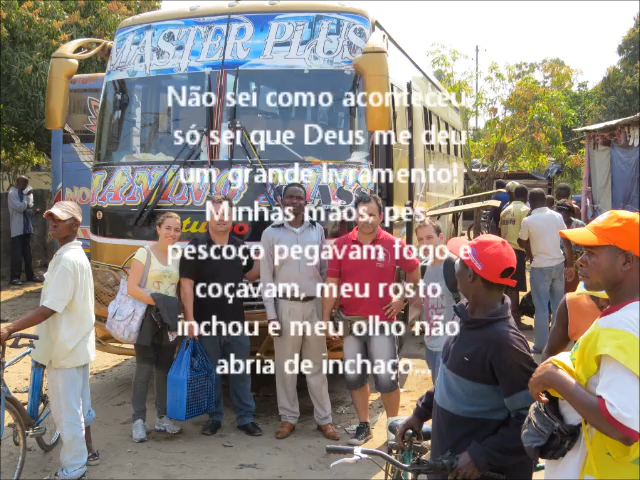 MASTER PLUS
Não sei como aconteceu,
só sei que Deus me deu
um grande livramento!
Minhas mãos, pes,
pescoço pegavam fogo e
coçavam, meu rosto
inchou e meu olho não
abria de inchaço...